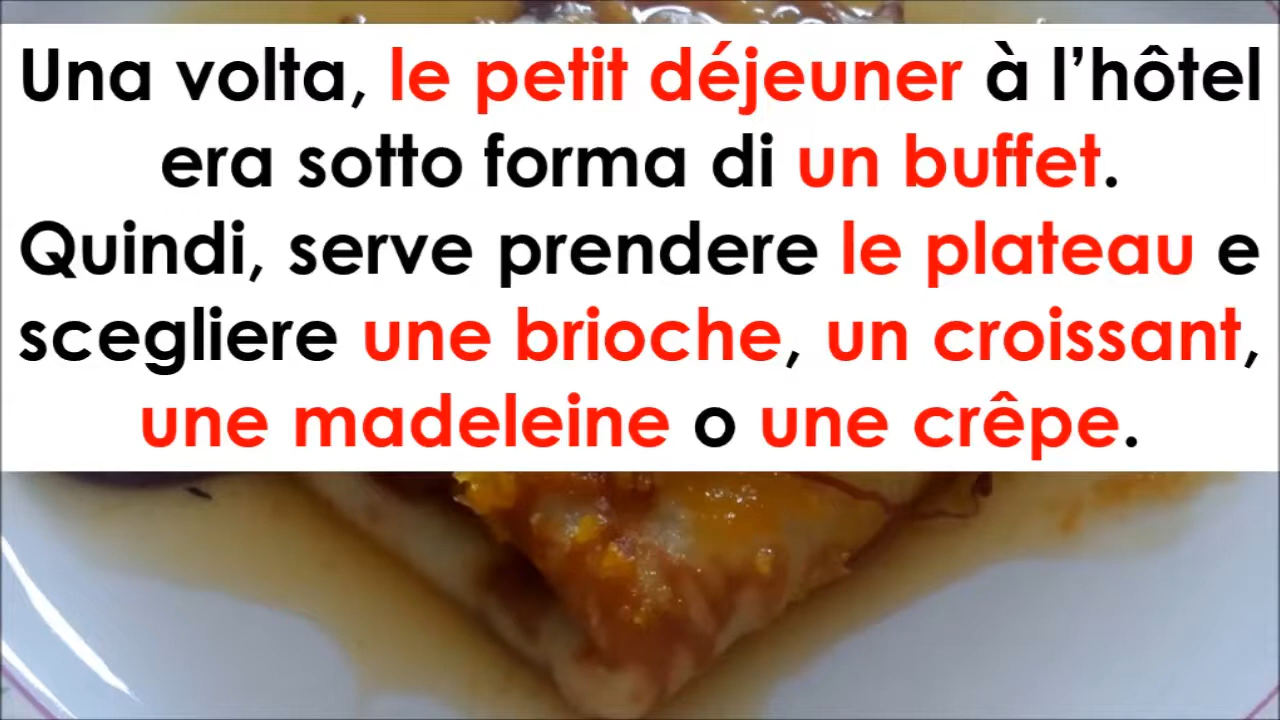 Una volta, le petit déjeuner à l’hôtel
era sotto forma di un buffet.
Quindi, serve prendere le plateau e
scegliere une brioche, un croissant,
une madeleine o une crêpe.